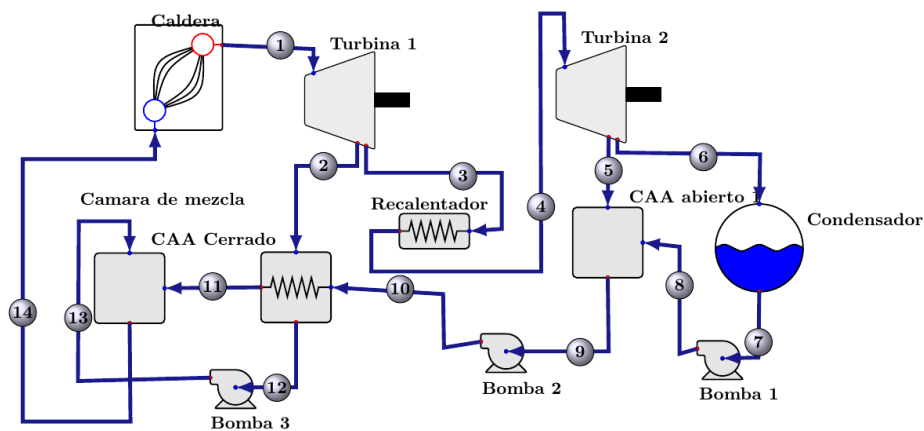 Caldera
1
Turbina 1
Turbina 2
2
3
4
5
6
Camara de mezcla
Recalentador
CAA abierto 1
Condensador
CAA Cerrado
14
13
11
10
9
8
7
12
Bomba 3
Bomba 2
Bomba 1